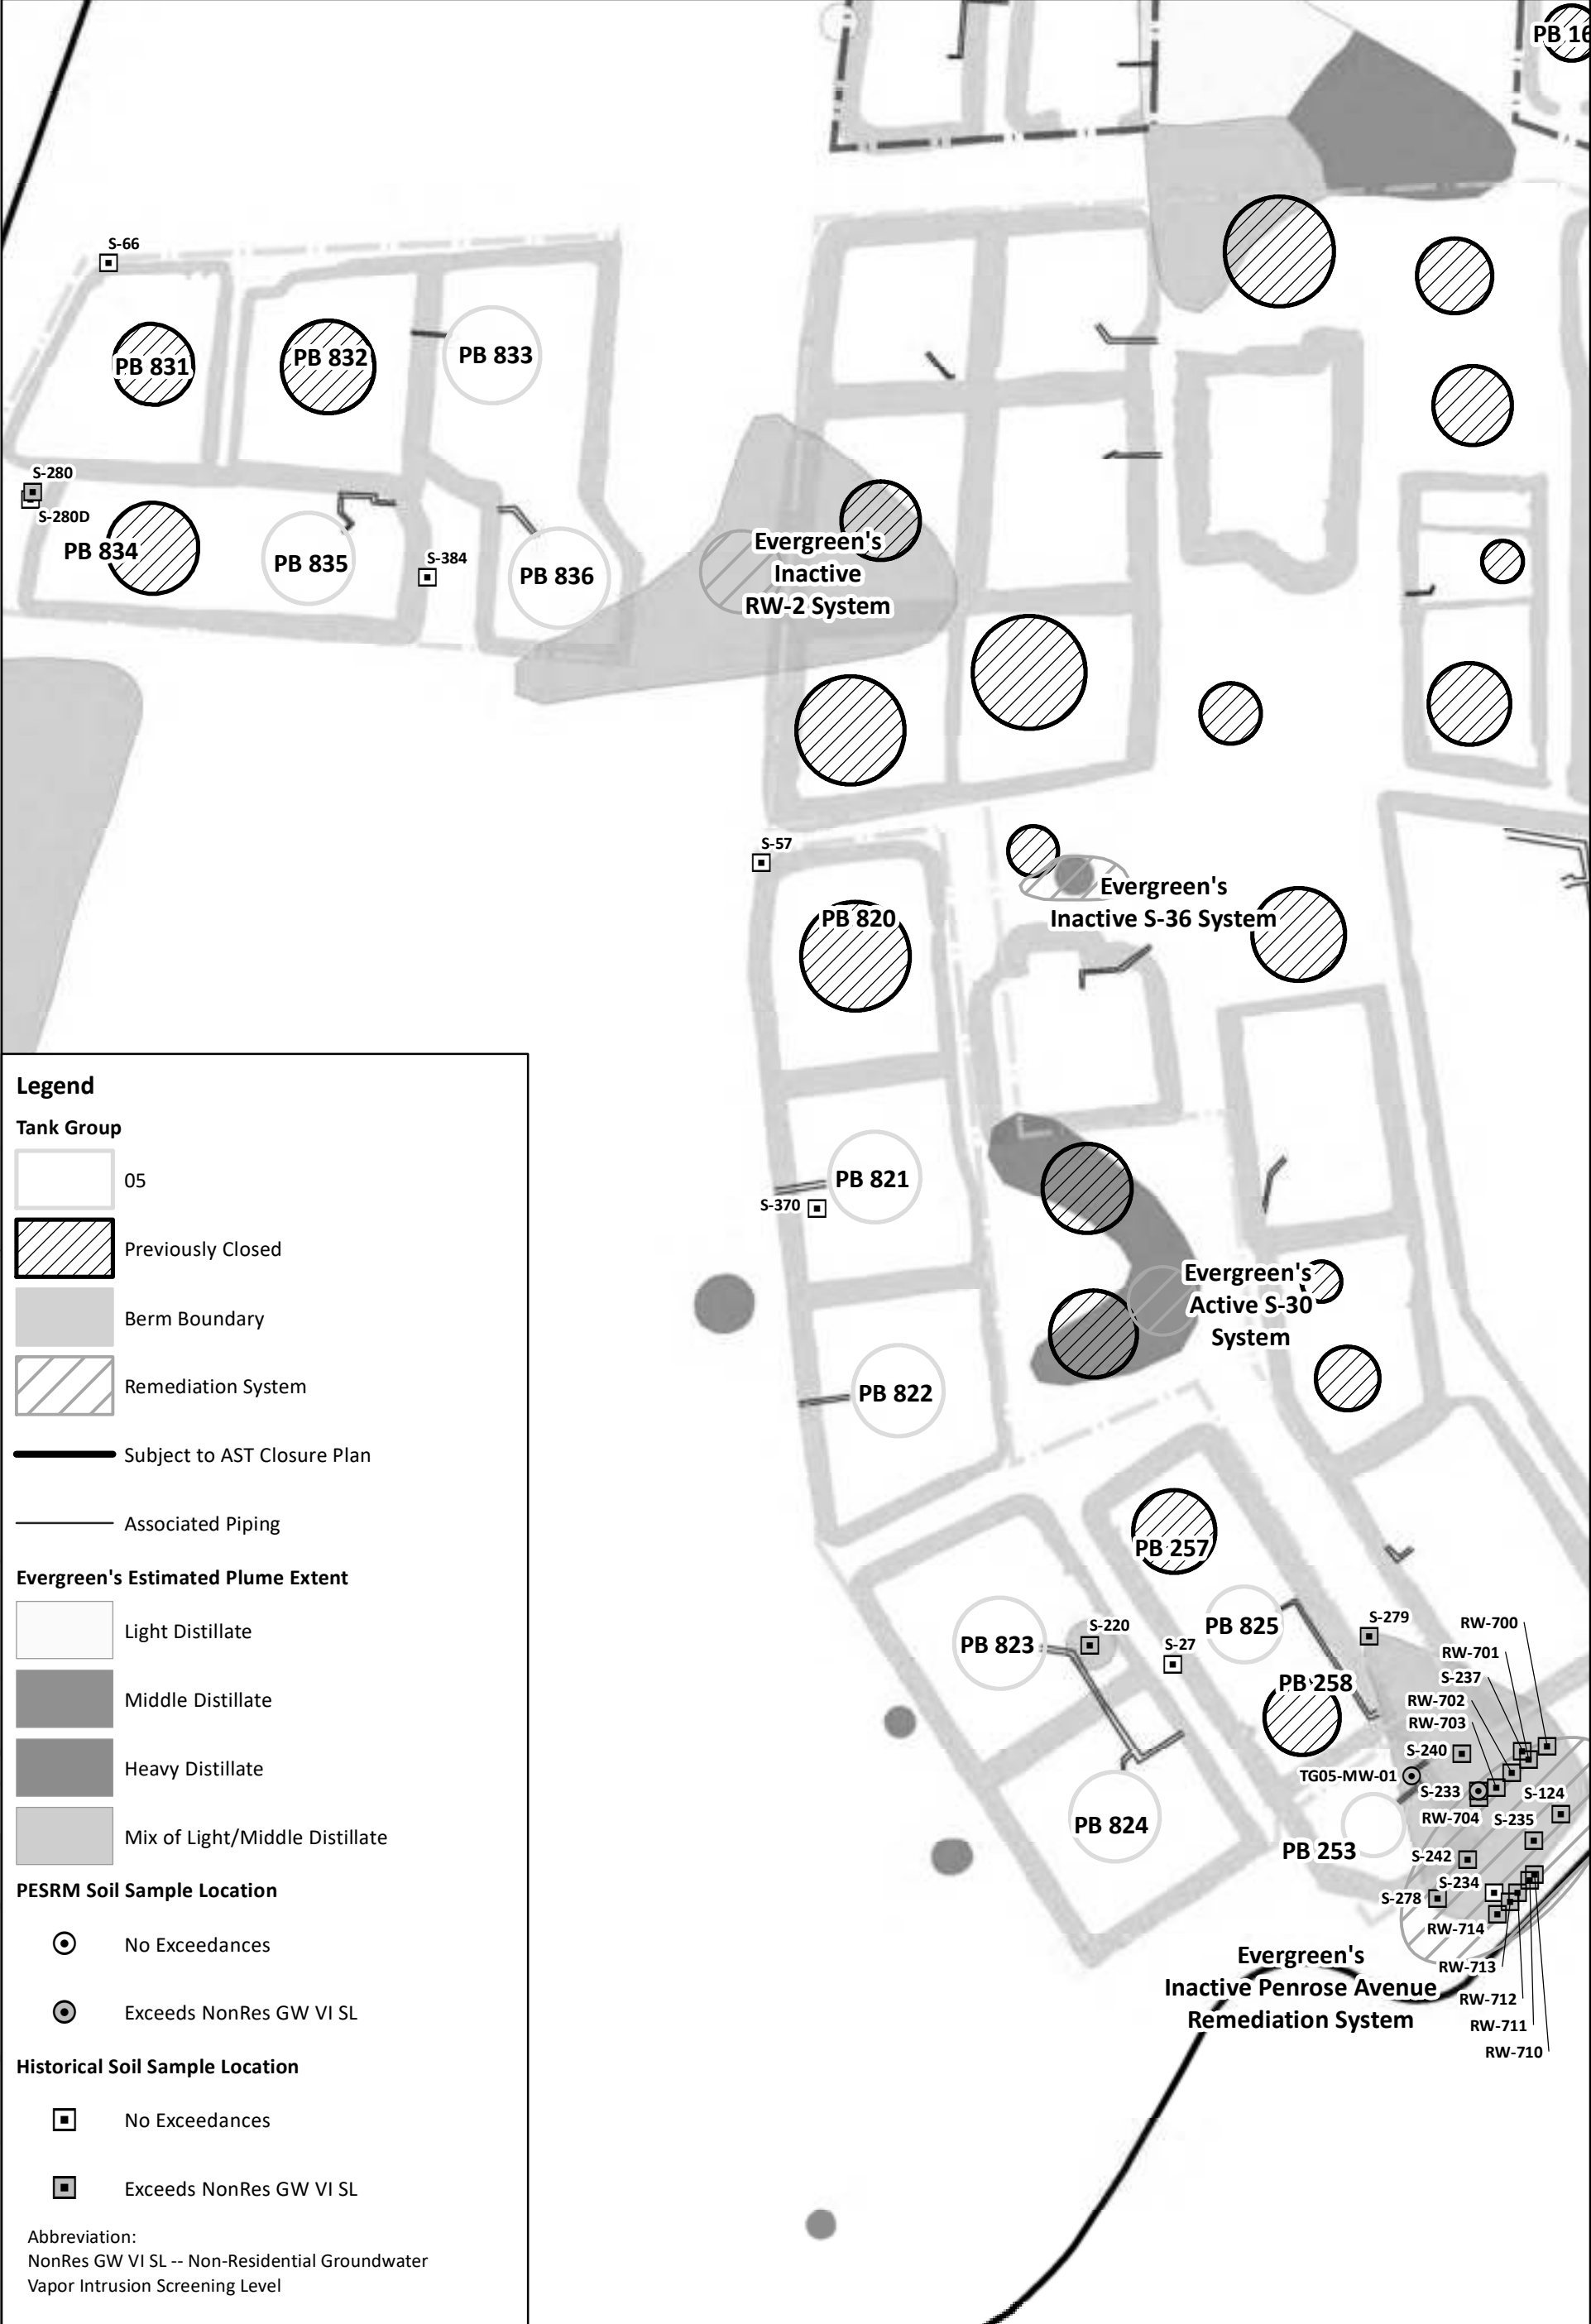 PB 16
S-66
PB 831
PB 832
PB 833
S-280
S-280D
PB 834
PB 835
S-384
PB 836
Evergreen's
Inactive
RW-2 System
S-57
PB 820
Evergreen's
Inactive S-36 System
PB 821
S-370
Evergreen's
Active S-30
System
PB 822
PB 257
PB 823
S-220
S-27
PB 825
S-279
PB 258
RW-700
RW-701
S-237
RW-702
RW-703
S-240
TG05-MW-01
S-233
S-124
RW-704
S-235
PB 824
PB 253
S-242
S-234
S-278
RW-714
RW-713
RW-712
RW-711
RW-710
Evergreen's
Inactive Penrose Avenue
Remediation System
Legend
Tank Group
05
Previously Closed
Berm Boundary
Remediation System
Subject to AST Closure Plan
Associated Piping
Evergreen's Estimated Plume Extent
Light Distillate
Middle Distillate
Heavy Distillate
Mix of Light/Middle Distillate
PESRM Soil Sample Location
No Exceedances
Exceeds NonRes GW VI SL
Historical Soil Sample Location
No Exceedances
Exceeds NonRes GW VI SL
Abbreviation:
NonRes GW VI SL -- Non-Residential Groundwater
Vapor Intrusion Screening Level